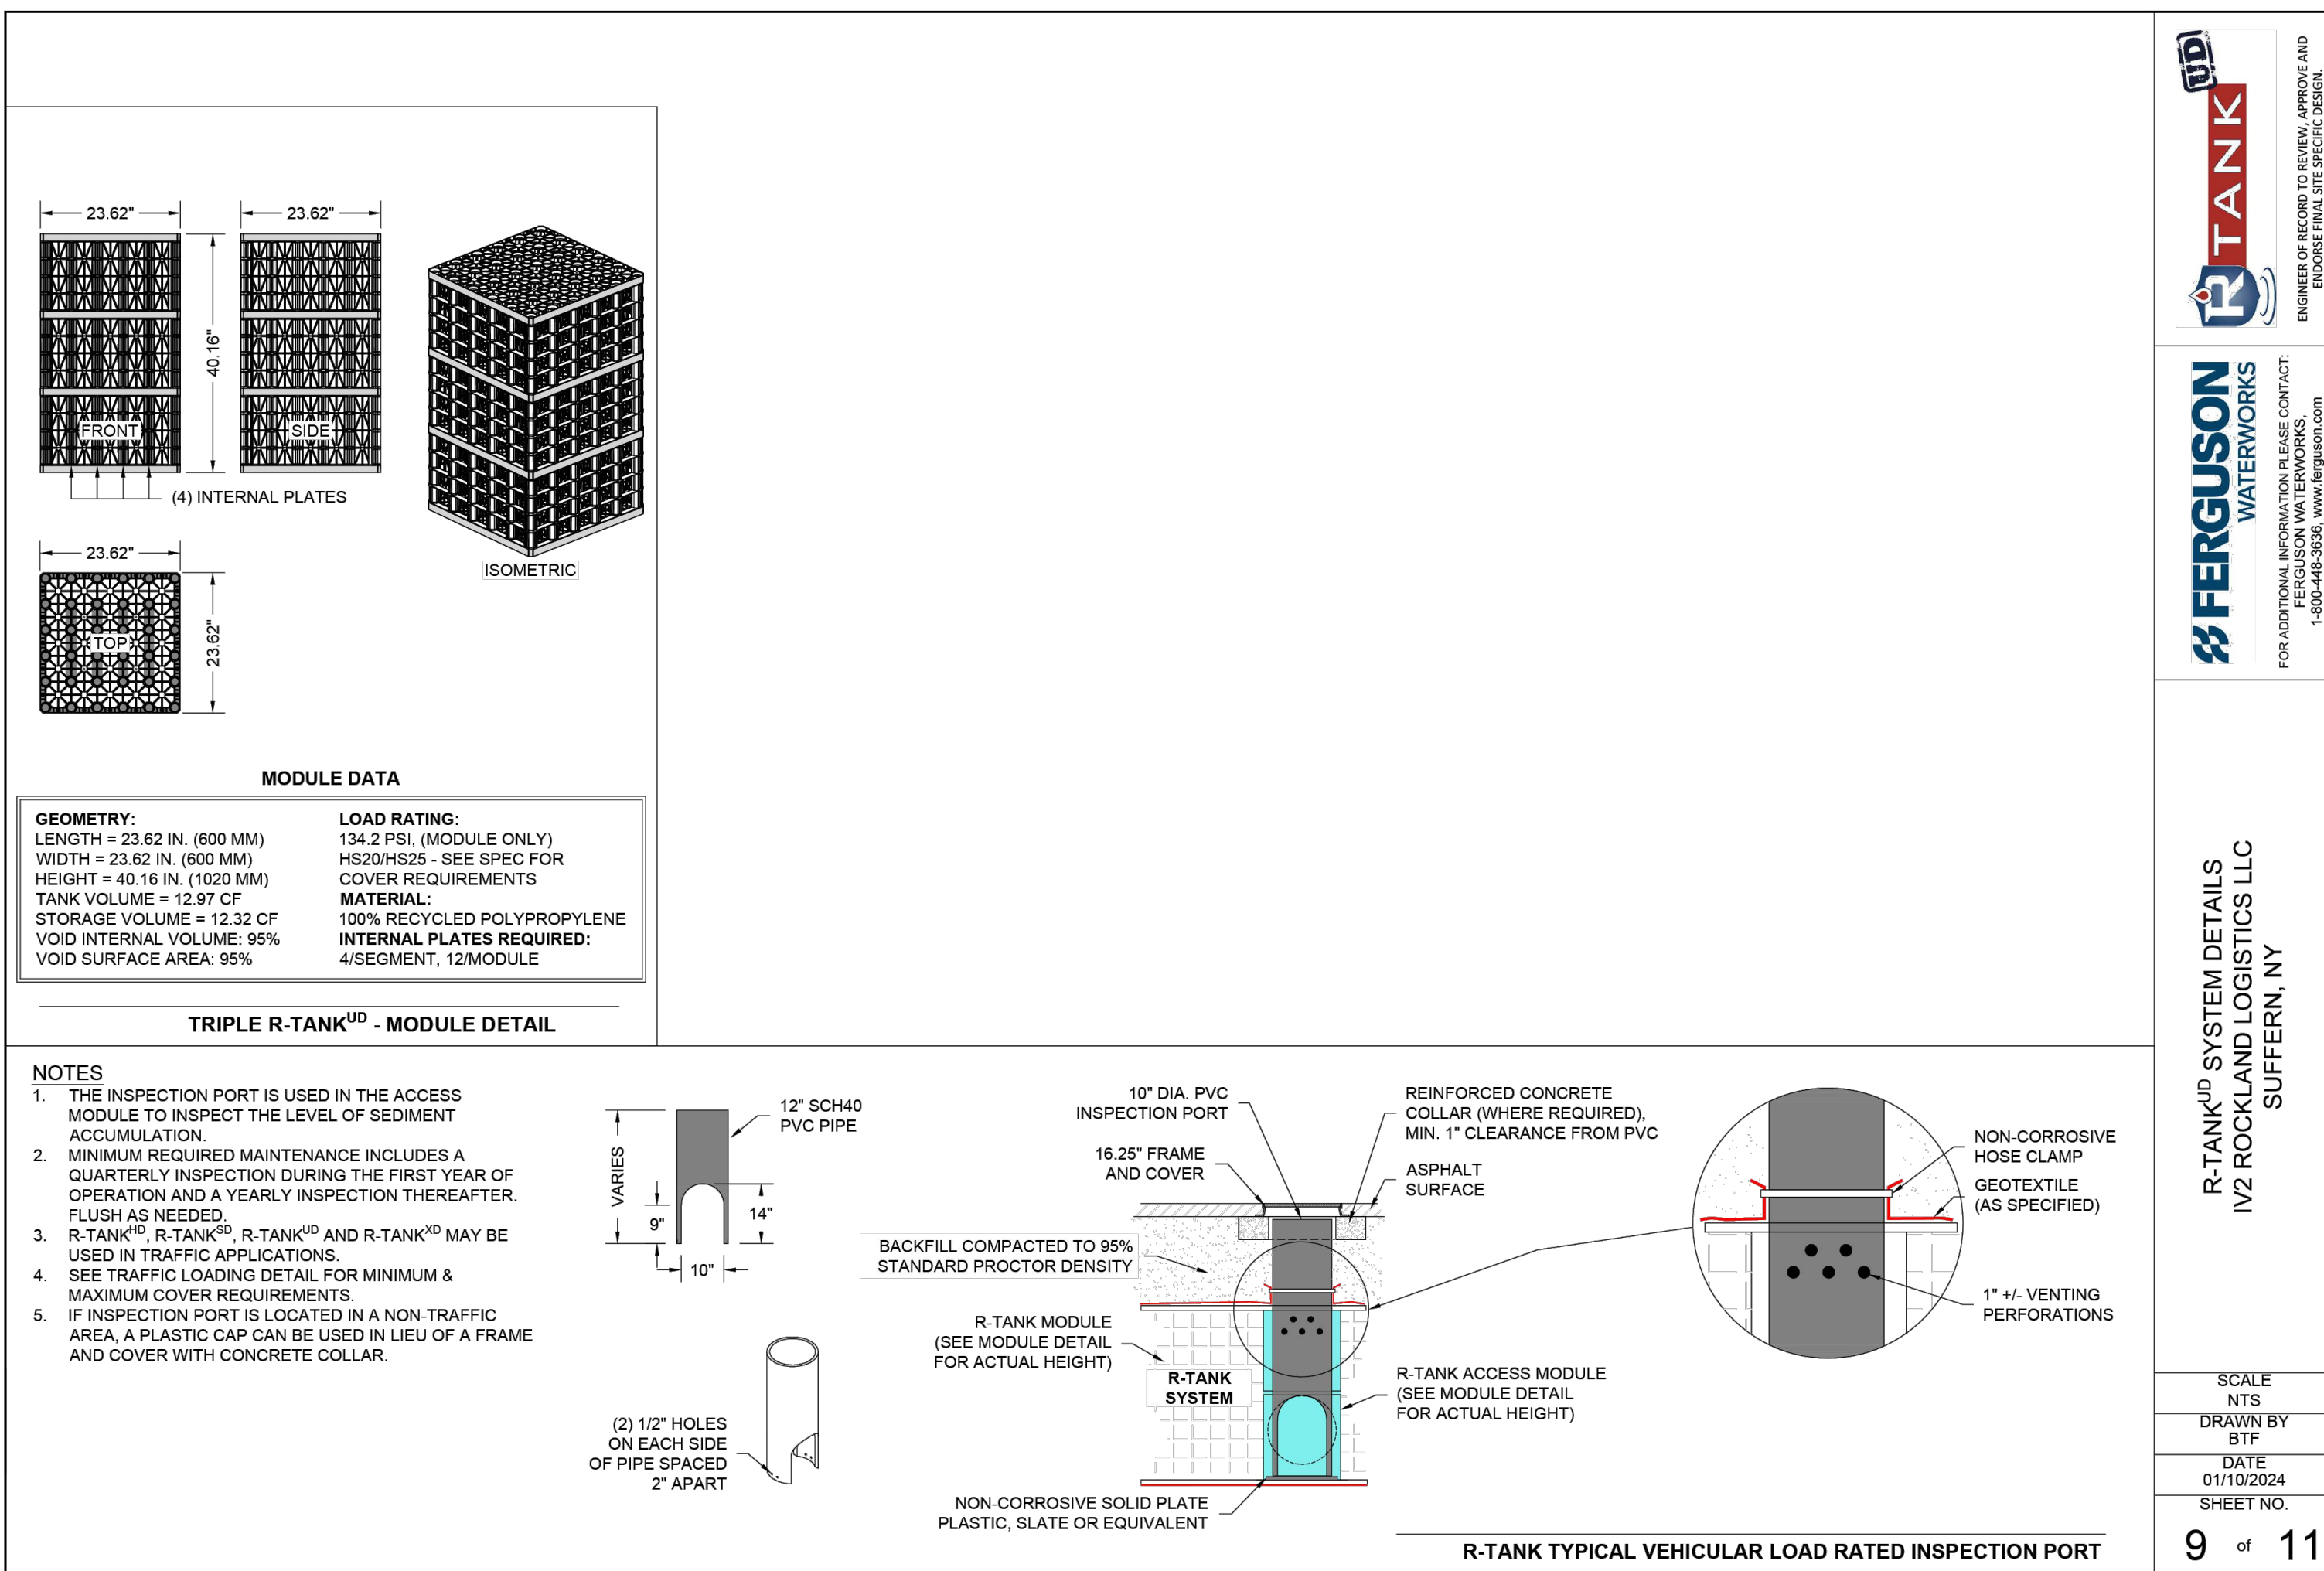 23.62"
23.62"
40.16"
FRONT
SIDE
(4) INTERNAL PLATES
ISOMETRIC
23.62"
TOP
23.62"
MODULE DATA
GEOMETRY:
LENGTH = 23.62 IN. (600 MM)
WIDTH = 23.62 IN. (600 MM)
HEIGHT = 40.16 IN. (1020 MM)
TANK VOLUME = 12.97 CF
STORAGE VOLUME = 12.32 CF
VOID INTERNAL VOLUME: 95%
VOID SURFACE AREA: 95%
LOAD RATING:
134.2 PSI, (MODULE ONLY)
HS20/HS25 - SEE SPEC FOR
COVER REQUIREMENTS
MATERIAL:
100% RECYCLED POLYPROPYLENE
INTERNAL PLATES REQUIRED:
4/SEGMENT, 12/MODULE
TRIPLE R-TANKUD - MODULE DETAIL
NOTES
1. THE INSPECTION PORT IS USED IN THE ACCESS
MODULE TO INSPECT THE LEVEL OF SEDIMENT
ACCUMULATION.
2. MINIMUM REQUIRED MAINTENANCE INCLUDES A
QUARTERLY INSPECTION DURING THE FIRST YEAR OF
OPERATION AND A YEARLY INSPECTION THEREAFTER.
FLUSH AS NEEDED.
3. R-TANKHD, R-TANKSD, R-TANKUD AND R-TANKXD MAY BE
USED IN TRAFFIC APPLICATIONS.
4. SEE TRAFFIC LOADING DETAIL FOR MINIMUM &
MAXIMUM COVER REQUIREMENTS.
5. IF INSPECTION PORT IS LOCATED IN A NON-TRAFFIC
AREA, A PLASTIC CAP CAN BE USED IN LIEU OF A FRAME
AND COVER WITH CONCRETE COLLAR.
12" SCH40
PVC PIPE
VARIES
9"
14"
10"
(2) 1/2" HOLES
ON EACH SIDE
OF PIPE SPACED
2" APART
10" DIA. PVC
INSPECTION PORT
16.25" FRAME
AND COVER
BACKFILL COMPACTED TO 95%
STANDARD PROCTOR DENSITY
R-TANK MODULE
(SEE MODULE DETAIL
FOR ACTUAL HEIGHT)
R-TANK
SYSTEM
NON-CORROSIVE SOLID PLATE
PLASTIC, SLATE OR EQUIVALENT
REINFORCED CONCRETE
COLLAR (WHERE REQUIRED),
MIN. 1" CLEARANCE FROM PVC
ASPHALT
SURFACE
R-TANK ACCESS MODULE
(SEE MODULE DETAIL
FOR ACTUAL HEIGHT)
NON-CORROSIVE
HOSE CLAMP
GEOTEXTILE
(AS SPECIFIED)
1" +/- VENTING
PERFORATIONS
R-TANK TYPICAL VEHICULAR LOAD RATED INSPECTION PORT
R TANK UD
ENGINEER OF RECORD TO REVIEW, APPROVE AND
ENDORSE FINAL SITE SPECIFIC DESIGN.
FERGUSON
WATERWORKS
FOR ADDITIONAL INFORMATION PLEASE CONTACT:
FERGUSON WATERWORKS,
1-800-448-3636, www.ferguson.com
R-TANKUD SYSTEM DETAILS
IV2 ROCKLAND LOGISTICS LLC
SUFFERN, NY
SCALE
NTS
DRAWN BY
BTF
DATE
01/10/2024
SHEET NO.
9 of 11